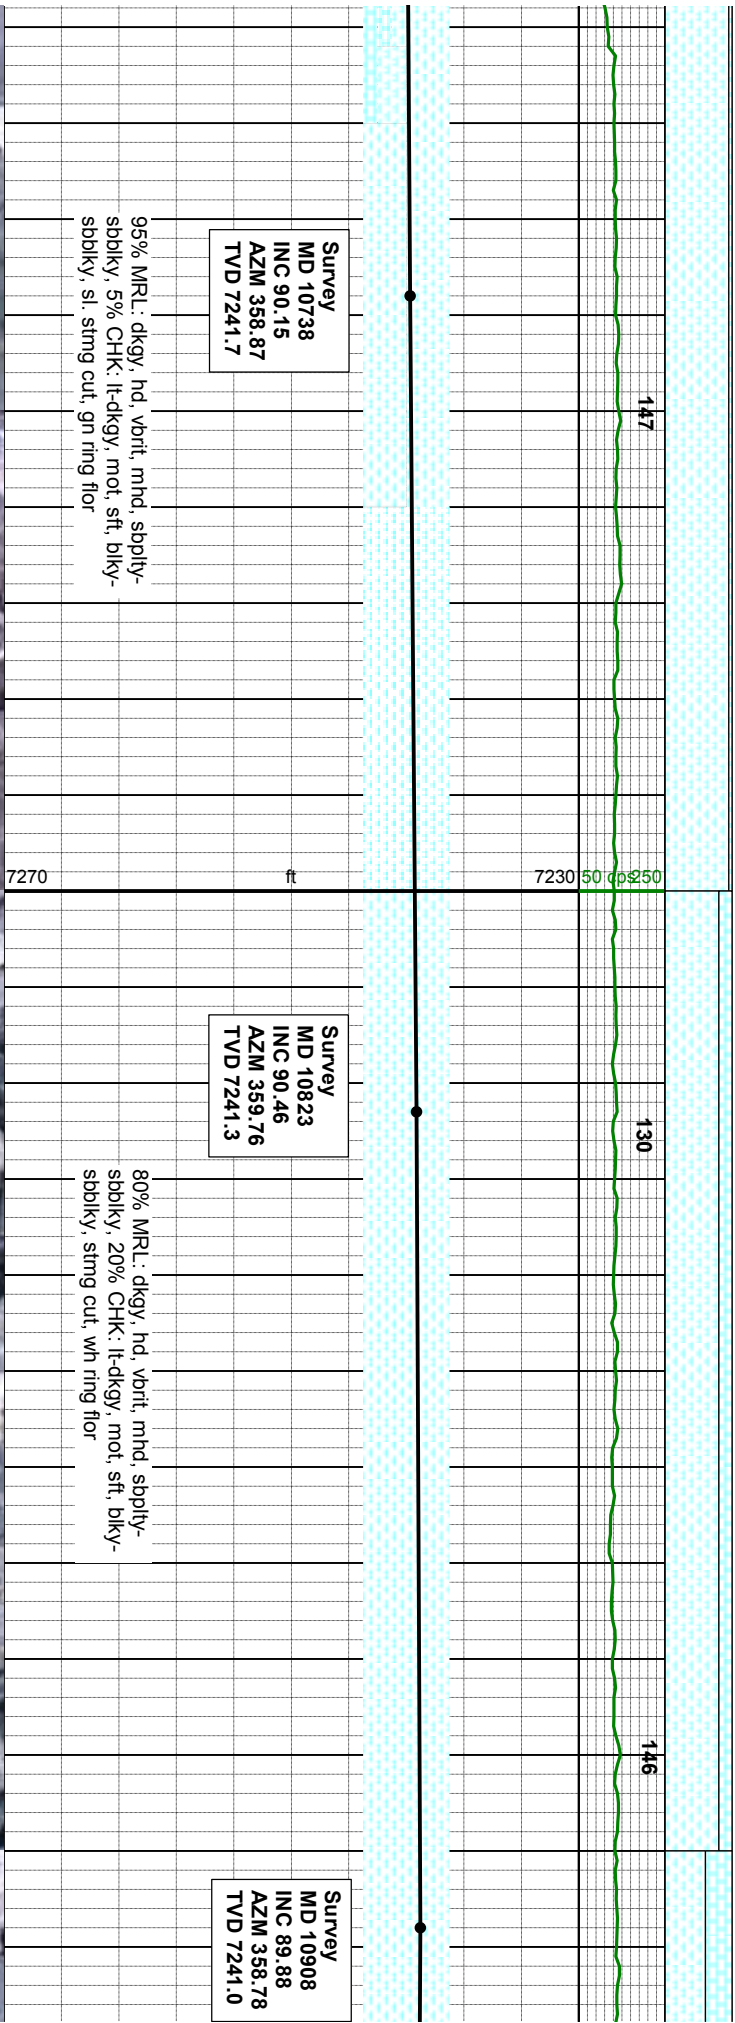 147
Survey
MD 10738
INC 90.15
AZM 358.87
TVD 7241.7
95% MRL: dkgy, hd, vbrit, mhd, sbplty-
sbblky, 5% CHK: lt-dkgy, mot, sft, blky-
sbblky, sl. stmg cut, gn ring flor
7270
ft
7230
50 cps 250
130
Survey
MD 10823
INC 90.46
AZM 359.76
TVD 7241.3
80% MRL: dkgy, hd, vbrit, mhd, sbplty-
sbblky, 20% CHK: lt-dkgy, mot, sft, blky-
sbblky, stmg cut, wh ring flor
146
Survey
MD 10908
INC 89.88
AZM 358.78
TVD 7241.0